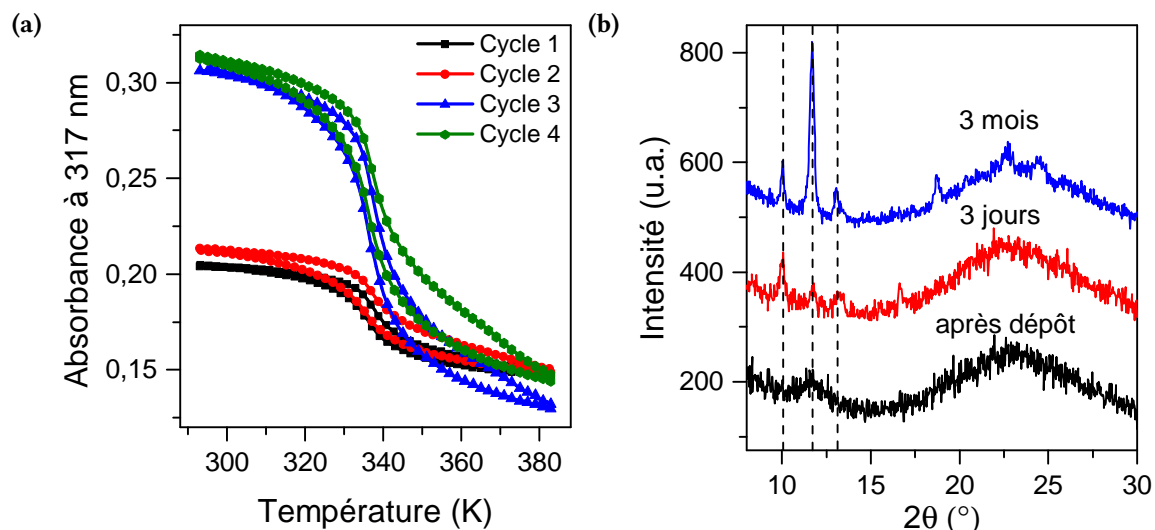 (a)
Absorbance à 317 nm
0,30
0,25
0,20
0,15
300 320 340 360 380
Température (K)
Cycle 1
Cycle 2
Cycle 3
Cycle 4
(b)
Intensité (u.a.)
800
600
400
200
10 15 20 25 30
2θ (°)
3 mois
3 jours
après dépôt